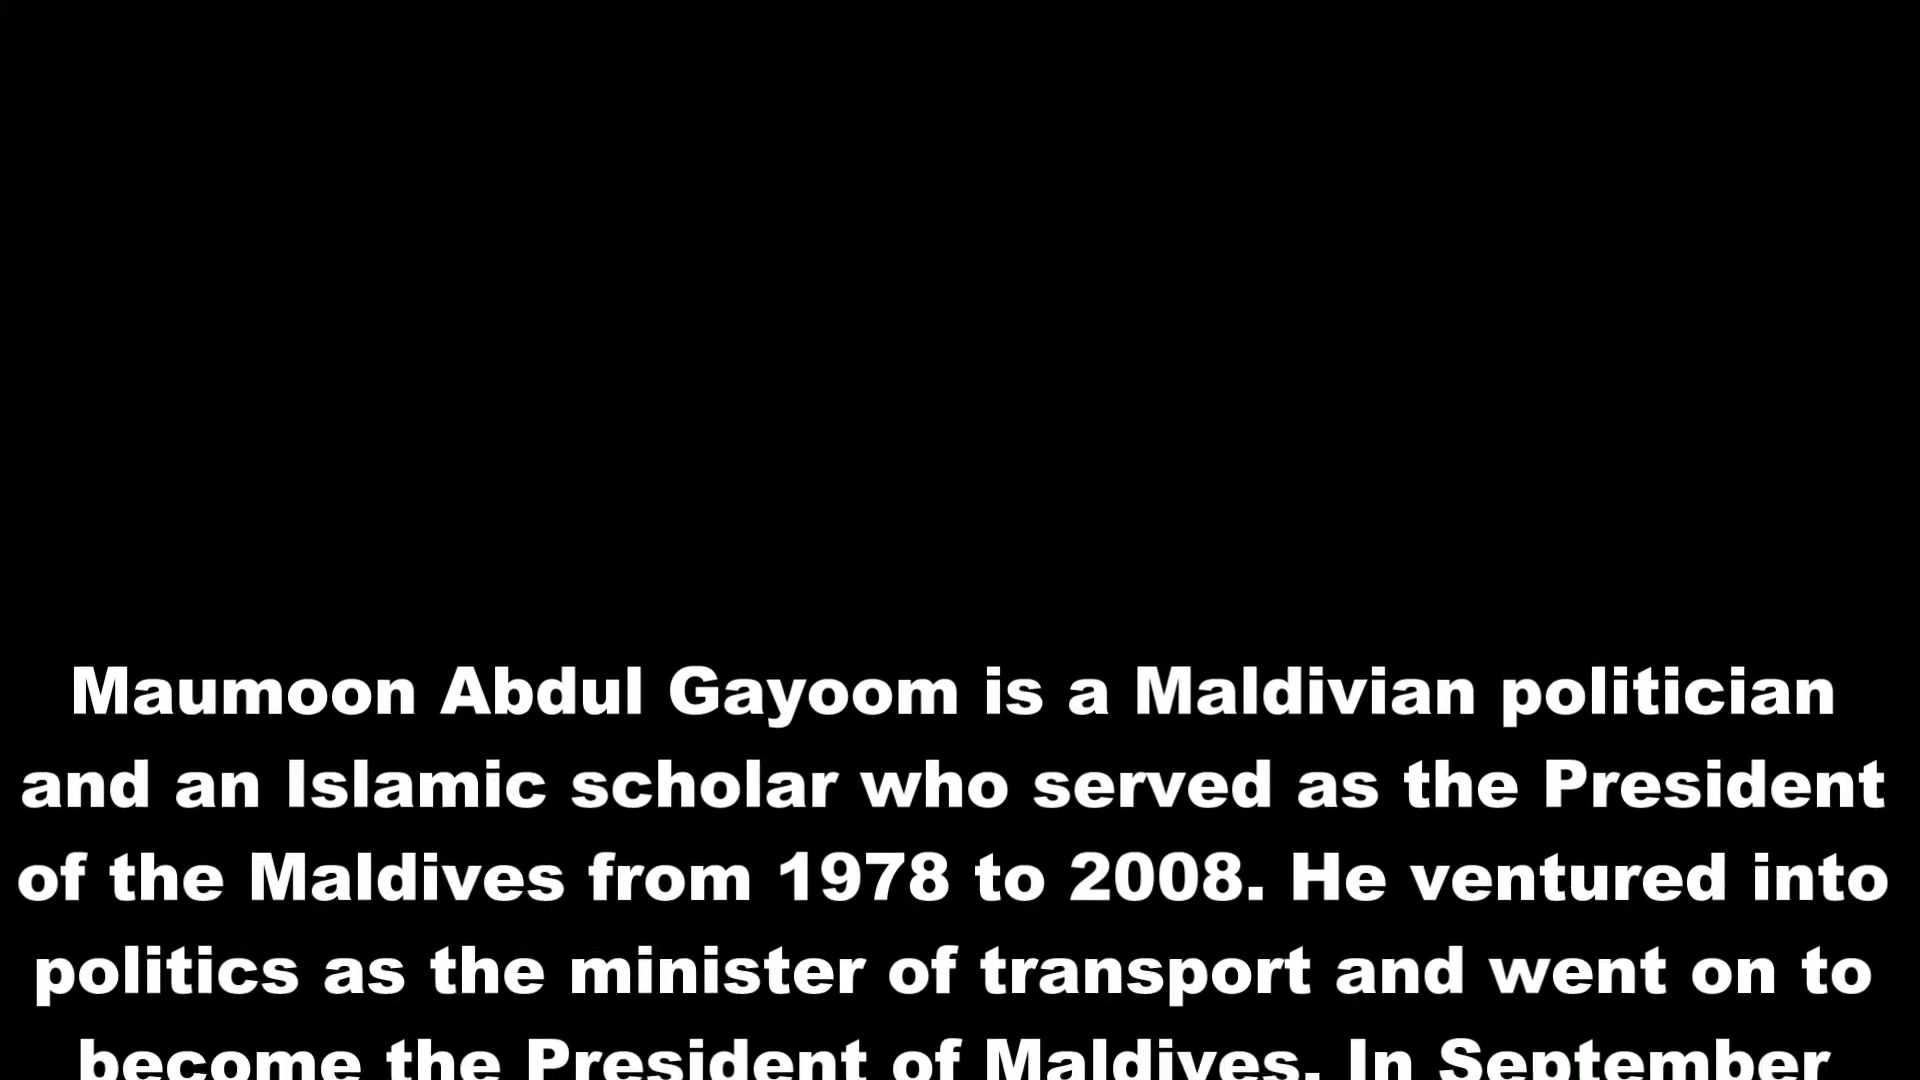 Maumoon Abdul Gayoom is a Maldivian politician
and an Islamic scholar who served as the President
of the Maldives from 1978 to 2008. He ventured into
politics as the minister of transport and went on to
become the President of Maldives. In September